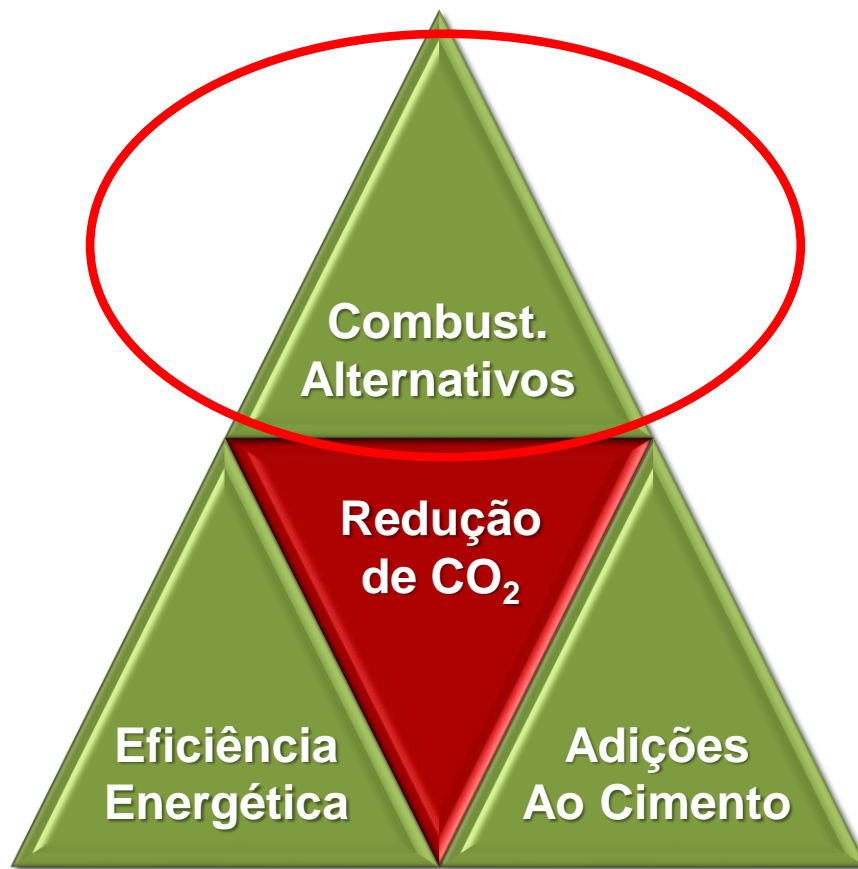 Combust.
Alternativos
Redução
de CO₂
Eficiência
Energética
Adições
Ao Cimento